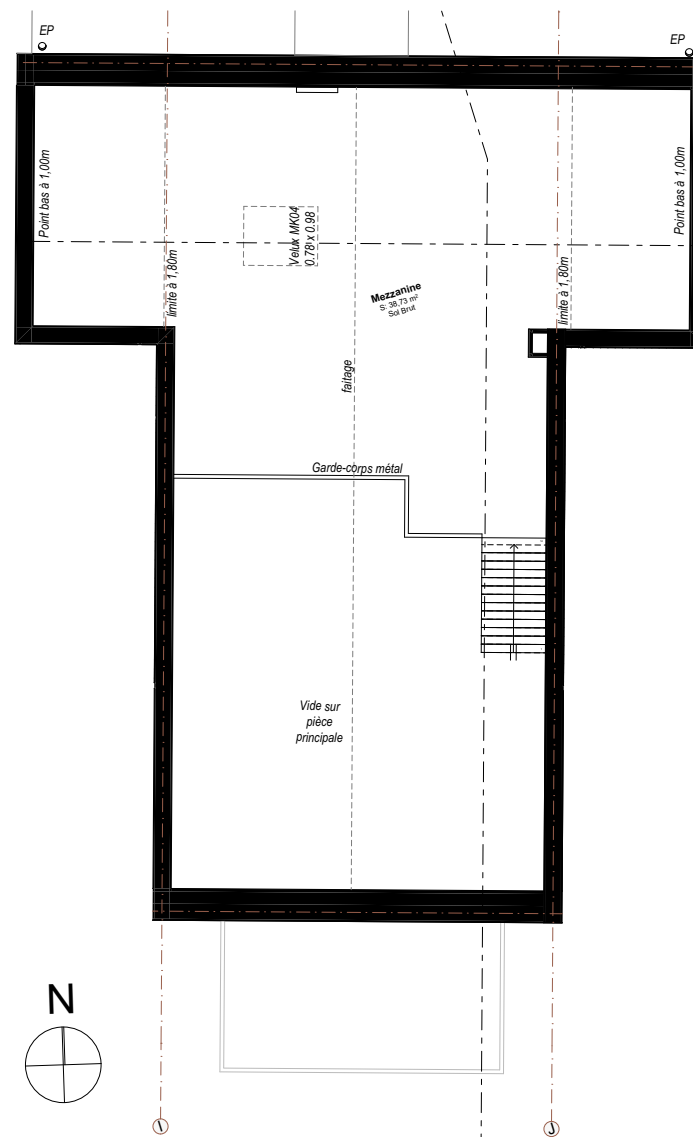 EP
EP
Point bas à 1,00m
Point bas à 1,00m
Velux MK04
0.78 x 0.98
limite à 1,80m
limite à 1,80m
Mezzanine
S: 38,73 m²
Sol Brut
faitage
Garde-corps métal
Vide sur
pièce
principale
N
I
J